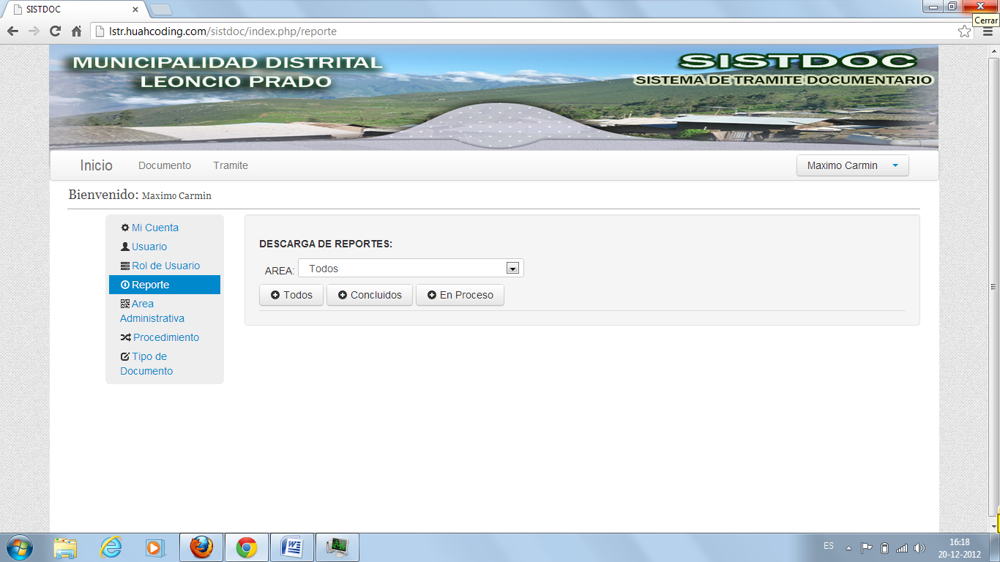 SISTDOC
Cerrar
lstr.huahcoding.com/sistdoc/index.php/reporte
MUNICIPALIDAD DISTRITAL
LEONCIO PRADO
SISTDOC
SISTEMA DE TRAMITE DOCUMENTARIO
Inicio
Documento
Tramite
Maximo Carmin
Bienvenido: Maximo Carmin
Mi Cuenta
Usuario
Rol de Usuario
Reporte
Area
Administrativa
Procedimiento
Tipo de
Documento
DESCARGA DE REPORTES:
AREA: Todos
Todos
Concluidos
En Proceso
ES
16:18
20-12-2012